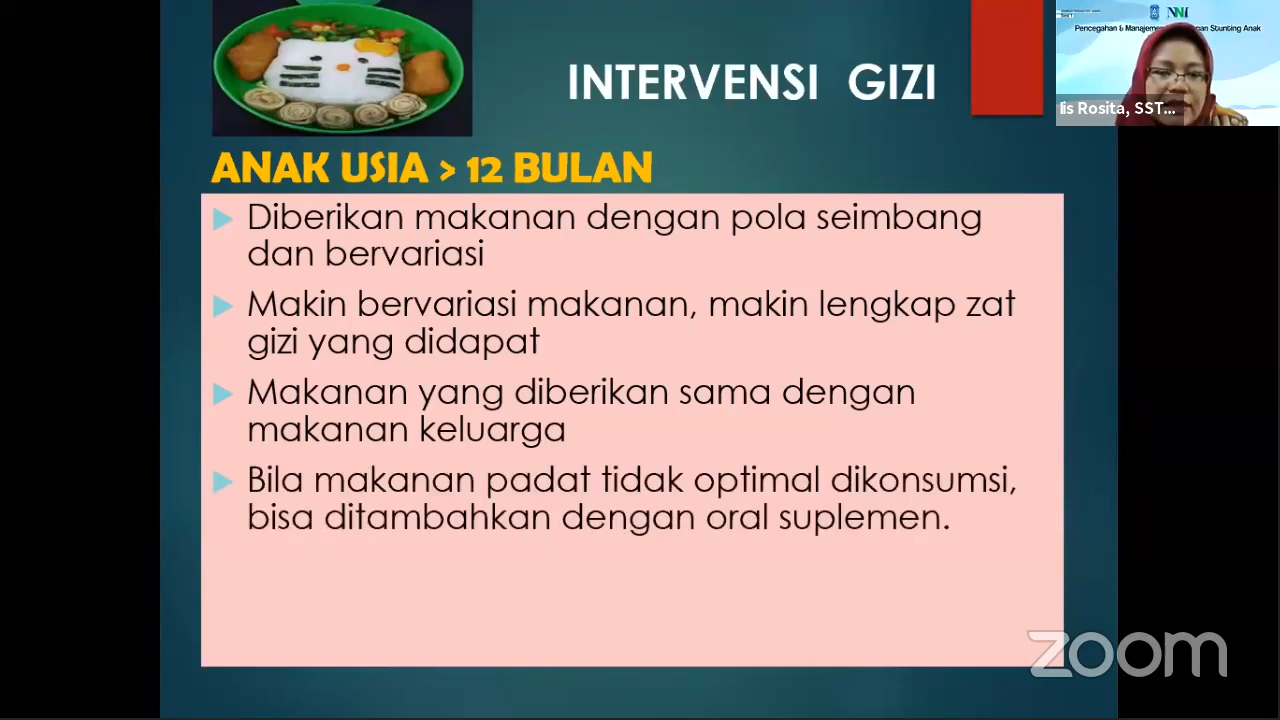 INTERVENSI GIZI
ANAK USIA > 12 BULAN
Diberikan makanan dengan pola seimbang
dan bervariasi
Makin bervariasi makanan, makin lengkap zat
gizi yang didapat
Makanan yang diberikan sama dengan
makanan keluarga
Bila makanan padat tidak optimal dikonsumsi,
bisa ditambahkan dengan oral suplemen.
Pencegahan & Manajemen Stunting Anak
Iis Rosita, SST...
zoom